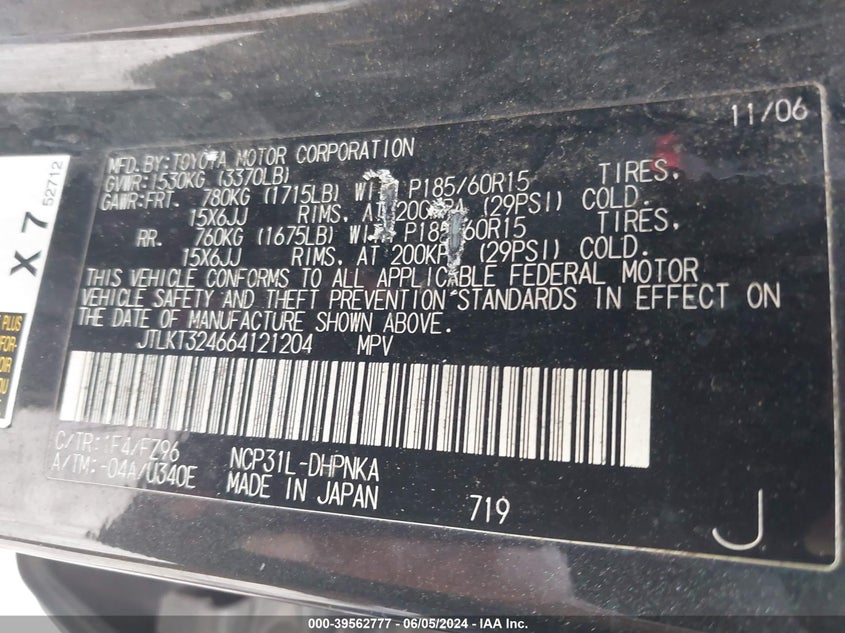 11/06
MFD.BY:TOYOTA MOTOR CORPORATION
GVWR:1530KG (3370LB)
GAWR:FRT. 780KG (1715LB) WITH P185/60R15 TIRES,
15X6JJ RIMS, AT 200KPA (29PSI) COLD.
RR. 760KG (1675LB) WITH P185/60R15 TIRES,
15X6JJ RIMS, AT 200KPA (29PSI) COLD.
THIS VEHICLE CONFORMS TO ALL APPLICABLE FEDERAL MOTOR
VEHICLE SAFETY AND THEFT PREVENTION STANDARDS IN EFFECT ON
THE DATE OF MANUFACTURE SHOWN ABOVE.
JTLKT324664121204 MPV
C/TR:1F4/FZ96
A/TM:-04A/U340E
NCP31L-DHPNKA
MADE IN JAPAN
719
J
X 7
52712
PLUS
000-39562777 - 06/05/2024 - IAA Inc.